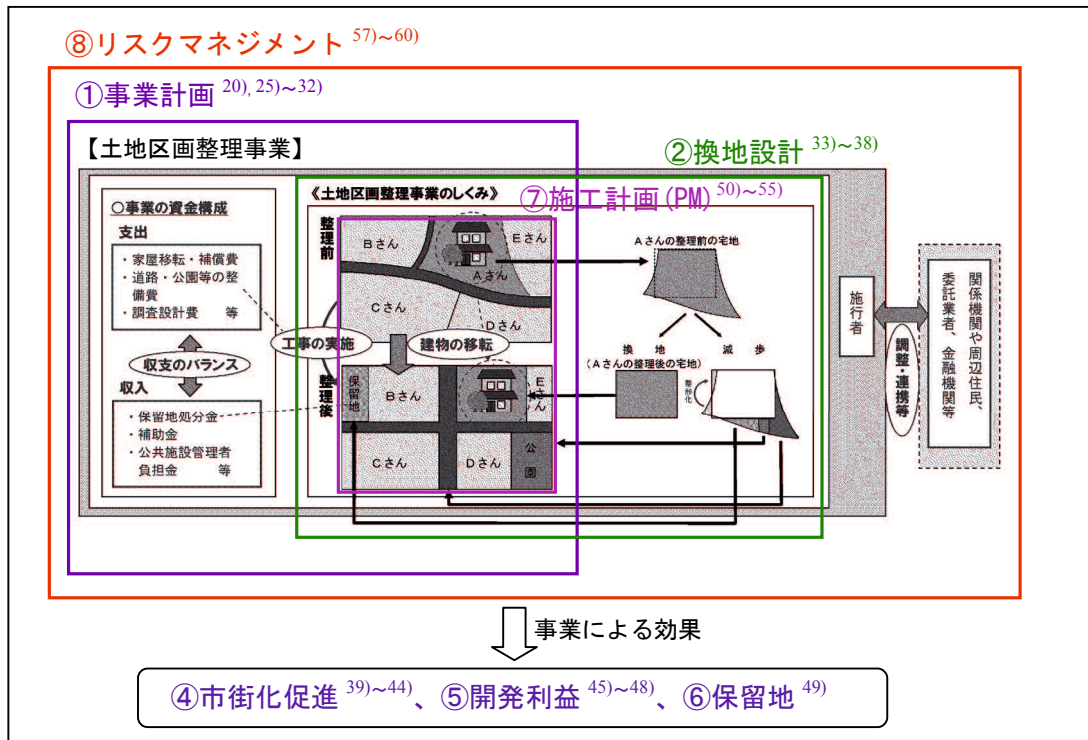 ⑧リスクマネジメント 57)~60)
①事業計画 20), 25)~32)
【土地区画整理事業】
②換地設計 33)~38)
《土地区画整理事業のしくみ》
⑦施工計画(PM) 50)~55)
○事業の資金構成
支出
・家屋移転・補償費
・道路・公園等の整
備費
・調査設計費 等
収支のバランス
収入
・保留地処分金
・補助金
・公共施設管理者
負担金 等
整理前
Bさん
Aさん
Eさん
Cさん
Dさん
工事の実施
建物の移転
整理後
保留地
Bさん
Eさん
Cさん
Dさん
公園
Aさんの整理前の宅地
換地
(Aさんの整理後の宅地)
減歩
整形化
施行者
調整・連携等
関係機関や周辺住民、
委託業者、金融機関等
事業による効果
④市街化促進 39)~44)、⑤開発利益 45)~48)、⑥保留地 49)